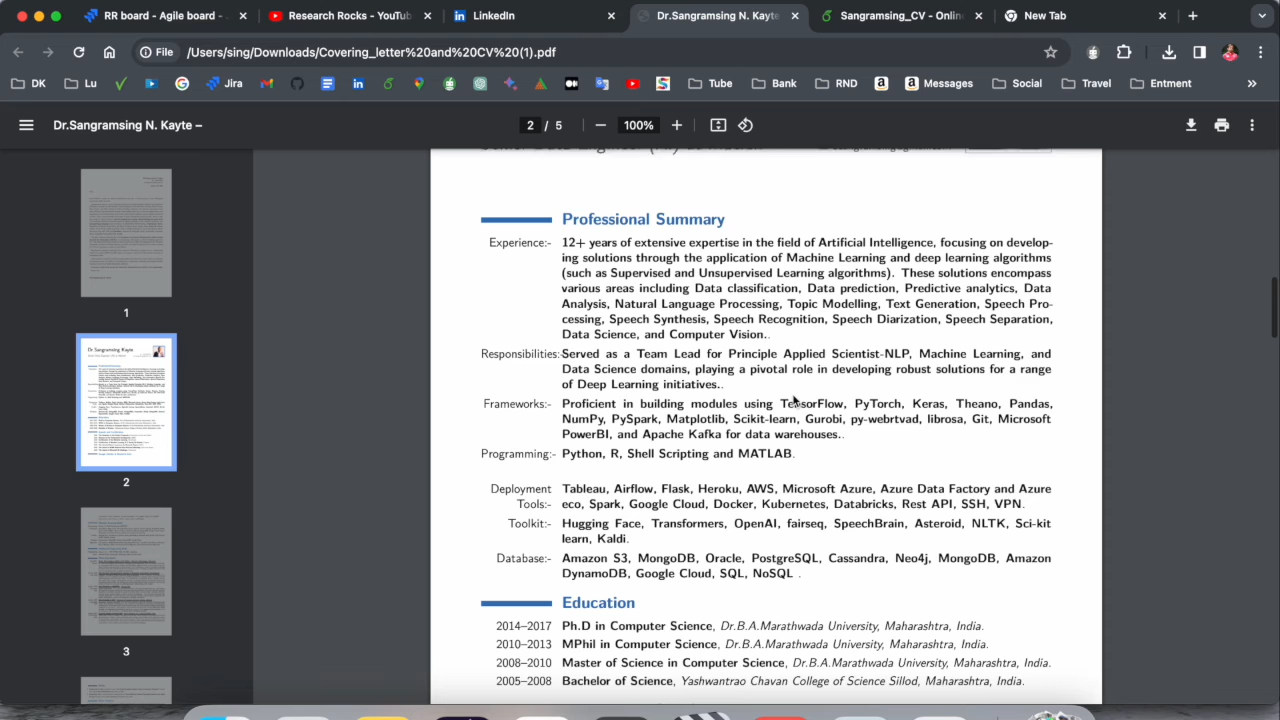 RR board - Agile board -
Research Rocks - YouTub
LinkedIn
Dr.Sangramsing N. Kayte
Sangramsing_CV - Onlin
New Tab
File
/Users/sing/Downloads/Covering_letter%20and%20CV%20(1).pdf
DK
Lu
Jira
Tube
Bank
RND
Messages
Social
Travel
Entment
Dr.Sangramsing N. Kayte –
2 / 5
100%
1
2
3
Professional Summary
Experience:- 12+ years of extensive expertise in the field of Artificial Intelligence, focusing on develop-
ing solutions through the application of Machine Learning and deep learning algorithms
(such as Supervised and Unsupervised Learning algorithms). These solutions encompass
various areas including Data classification, Data prediction, Predictive analytics, Data
Analysis, Natural Language Processing, Topic Modelling, Text Generation, Speech Pro-
cessing, Speech Synthesis, Speech Recognition, Speech Diarization, Speech Separation,
Data Science, and Computer Vision..
Served as a Team Lead for Principle Applied Scientist-NLP, Machine Learning, and
Data Science domains, playing a pivotal role in developing robust solutions for a range
of Deep Learning initiatives..
Frameworks:- Proficient in building modules using TensorFlow, PyTorch, Keras, Theano, Pandas,
NumPy, PySpark, Matplotlib, Scikit-learn,Gurobi, py-webrtvad, librosa, Jais, Microsoft
PowerBI, and Apache Kafka for data warehouses..
Programming:- Python, R, Shell Scripting and MATLAB.
Deployment Tableau, Airflow, Flask, Heroku, AWS, Microsoft Azure, Azure Data Factory and Azure
Tools:- Spark, Google Cloud, Docker, Kubernetes, Databricks, Rest API, SSH, VPN.
Toolkit:- Hugging Face, Transformers, OpenAI, Fairseq, SpeechBrain, Asteroid, NLTK, Sci-kit
learn, Kaldi.
Database:- Amazon S3, MongoDB, Oracle, PostgreSQL, Cassandra, Neo4j, MongoDB, Amazon
DynamoDB, Google Cloud, SQL, NoSQL .
Education
2014–2017 Ph.D in Computer Science, Dr.B.A.Marathwada University, Maharashtra, India.
2010–2013 MPhil in Computer Science, Dr.B.A.Marathwada University, Maharashtra, India.
2008–2010 Master of Science in Computer Science, Dr.B.A.Marathwada University, Maharashtra, India.
2005–2008 Bachelor of Science, Yashwantrao Chavan College of Science Sillod, Maharashtra, India.